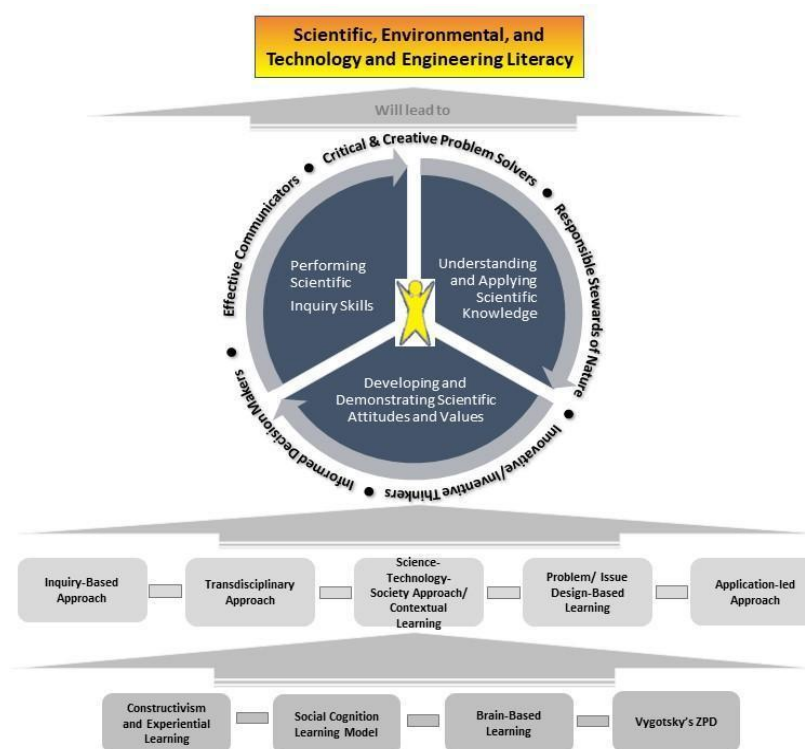 Scientific, Environmental, and
Technology and Engineering Literacy
Will lead to
Critical & Creative Problem Solvers
Responsible Stewards of Nature
Innovative/Inventive Thinkers
Informed Decision Makers
Effective Communicators
Performing
Scientific
Inquiry Skills
Understanding
and Applying
Scientific
Knowledge
Developing and
Demonstrating Scientific
Attitudes and Values
Inquiry-Based
Approach
Transdisciplinary
Approach
Science-
Technology-
Society Approach/
Contextual
Learning
Problem/ Issue
Design-Based
Learning
Application-led
Approach
Constructivism
and Experiential
Learning
Social Cognition
Learning Model
Brain-Based
Learning
Vygotsky's ZPD